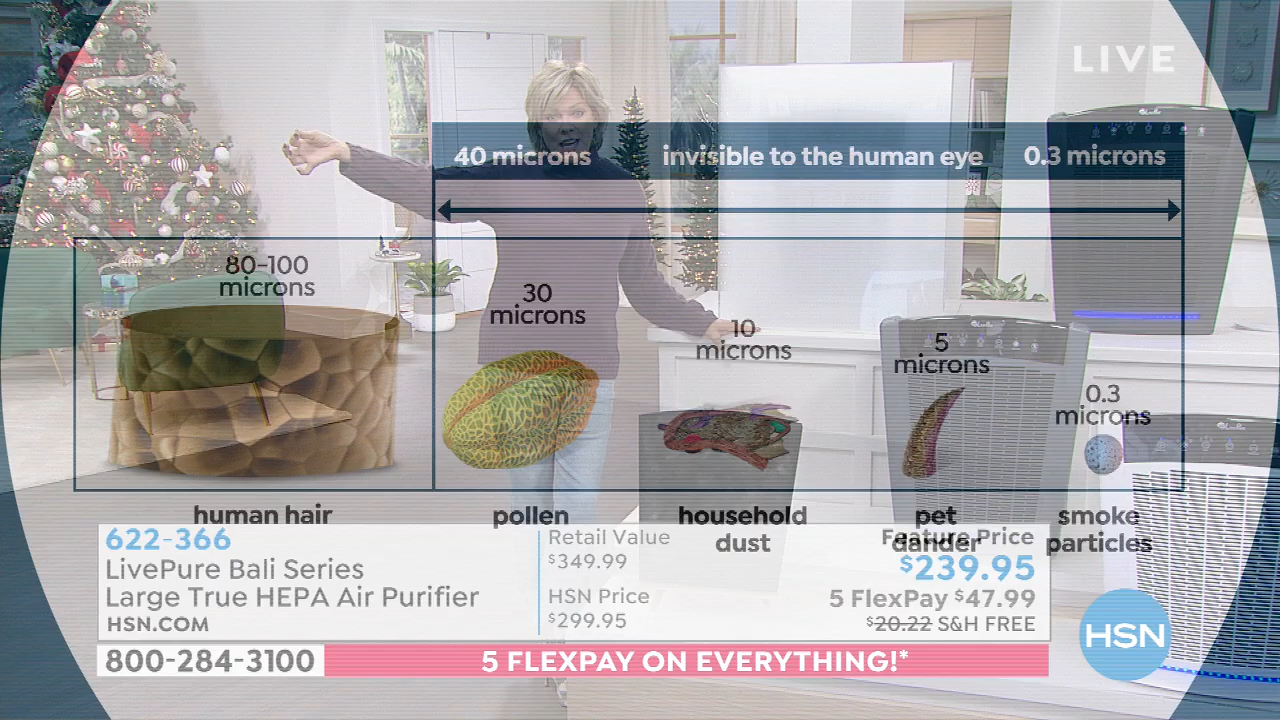 LIVE
40 microns
invisible to the human eye
0.3 microns
80-100
microns
30
microns
10
microns
5
microns
0.3
microns
human hair
pollen
household
dust
pet
dander
smoke
particles
622-366
LivePure Bali Series
Large True HEPA Air Purifier
HSN.COM
Retail Value
$349.99
HSN Price
$299.95
Feature Price
$239.95
5 FlexPay $47.99
$20.22 S&H FREE
HSN
800-284-3100
5 FLEXPAY ON EVERYTHING!*